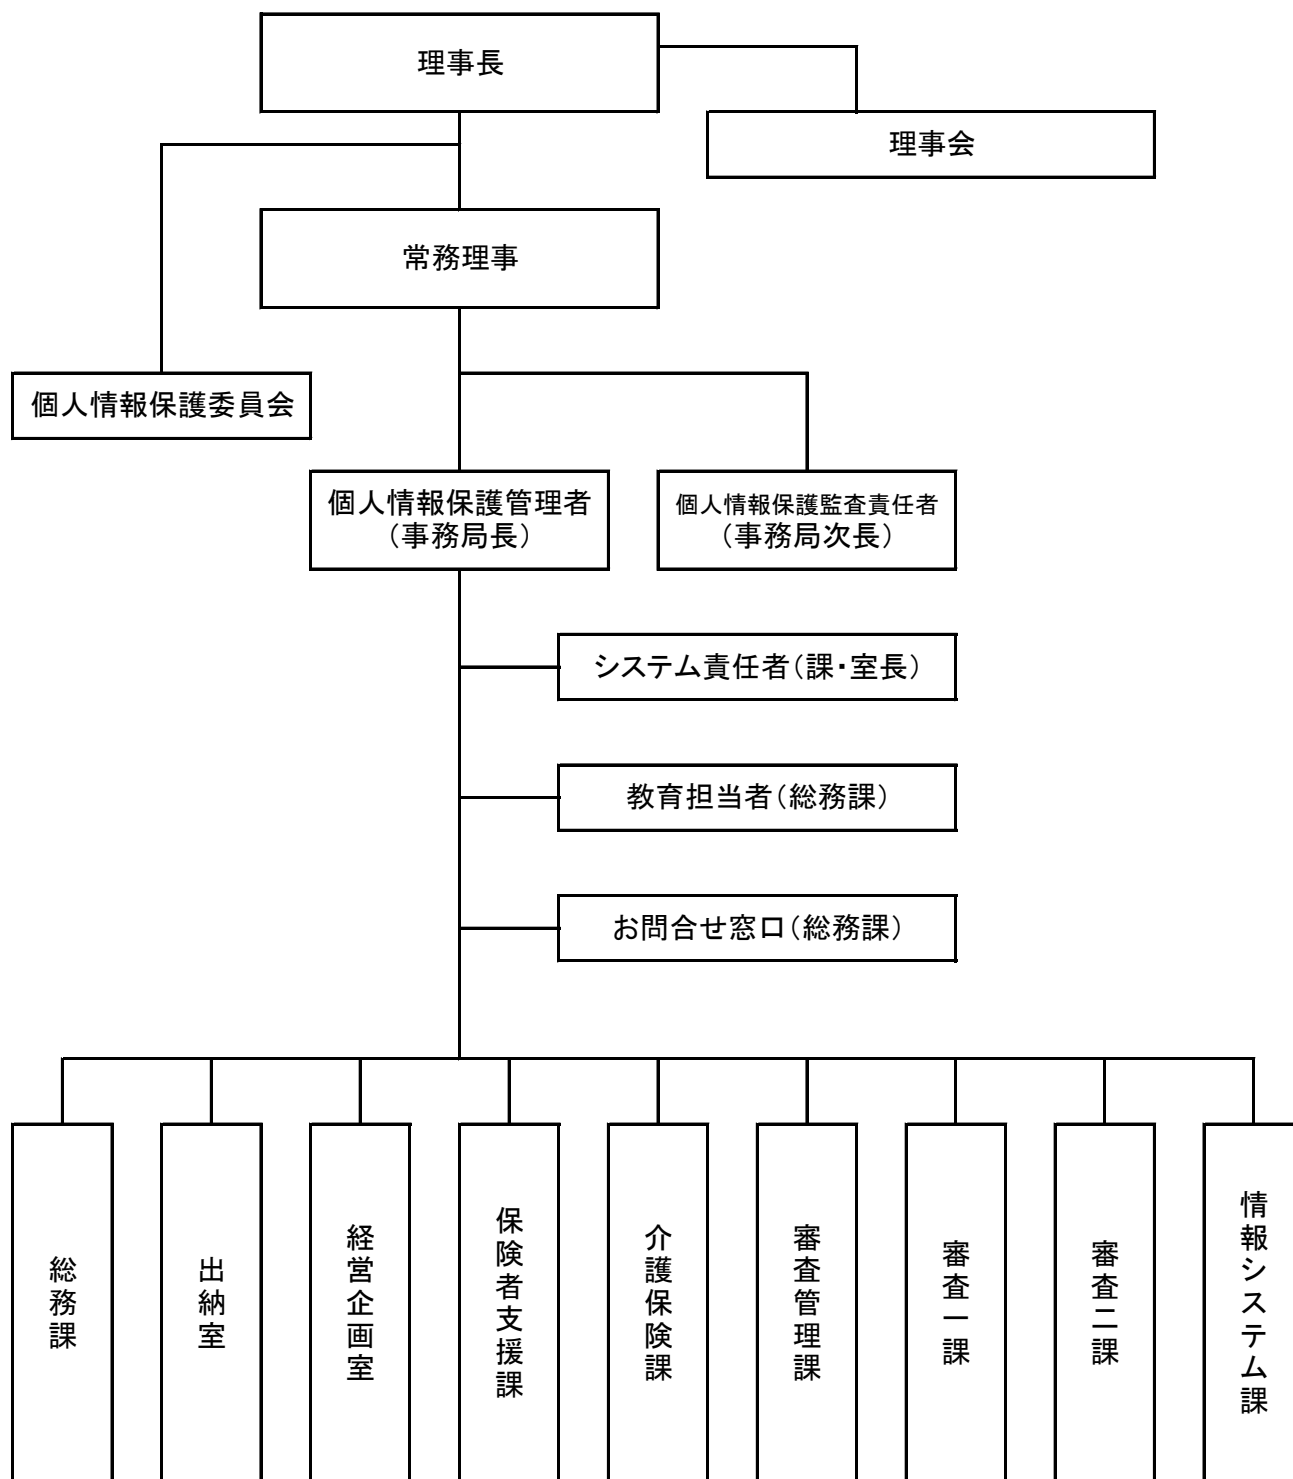 理事長
理事会
常務理事
個人情報保護委員会
個人情報保護管理者
（事務局長）
個人情報保護監査責任者
（事務局次長）
システム責任者（課・室長）
教育担当者（総務課）
お問合せ窓口（総務課）
総務課
出納室
経営企画室
保険者支援課
介護保険課
審査管理課
審査一課
審査二課
情報システム課